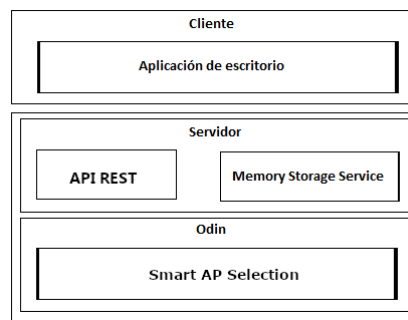 Cliente
Aplicación de escritorio
Servidor
API REST
Memory Storage Service
Odin
Smart AP Selection